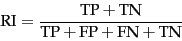 RI = TP + TN
TP + FP + FN + TN